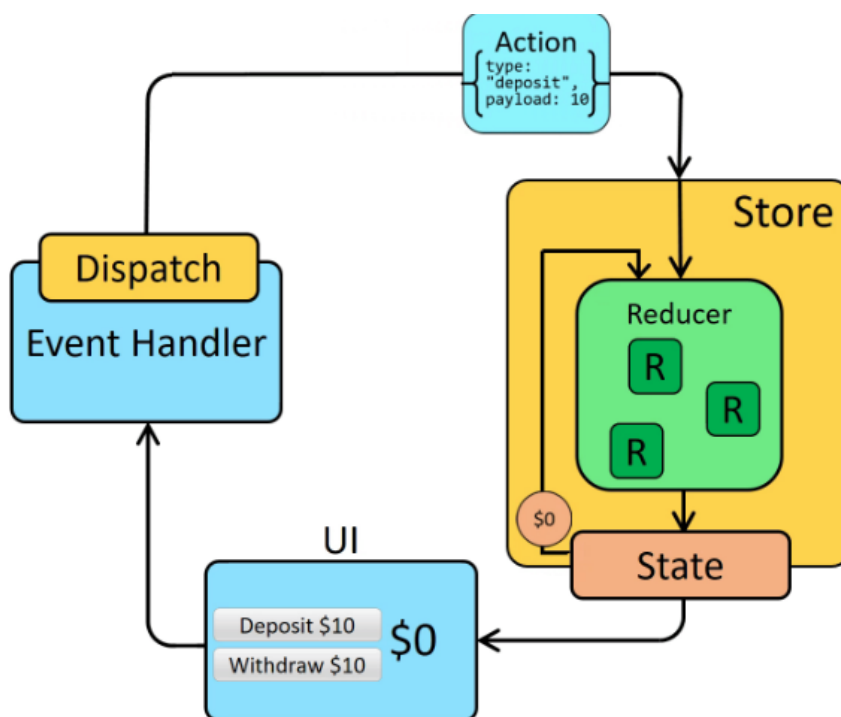 Action
{ type:
"deposit",
payload: 10 }
Store
Dispatch
Event Handler
Reducer
R
R
R
$0
State
UI
Deposit $10
$0
Withdraw $10